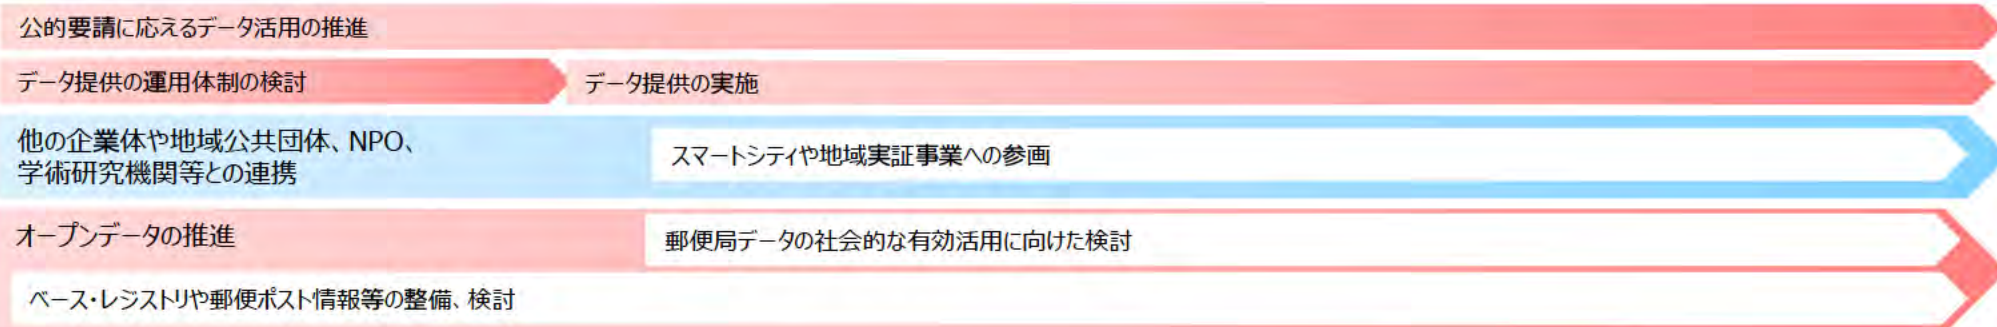 公的要請に応えるデータ活用の推進
データ提供の運用体制の検討
データ提供の実施
他の企業体や地域公共団体、NPO、
学術研究機関等との連携
スマートシティや地域実証事業への参画
オープンデータの推進
郵便局データの社会的な有効活用に向けた検討
ベース・レジストリや郵便ポスト情報等の整備、検討